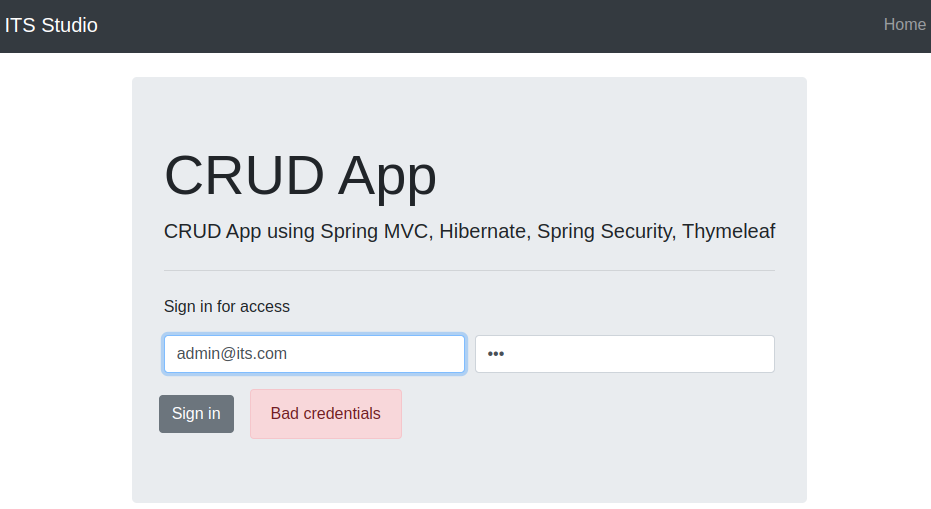 ITS Studio
Home
CRUD App
CRUD App using Spring MVC, Hibernate, Spring Security, Thymeleaf
Sign in for access
admin@its.com
•••
Sign in
Bad credentials